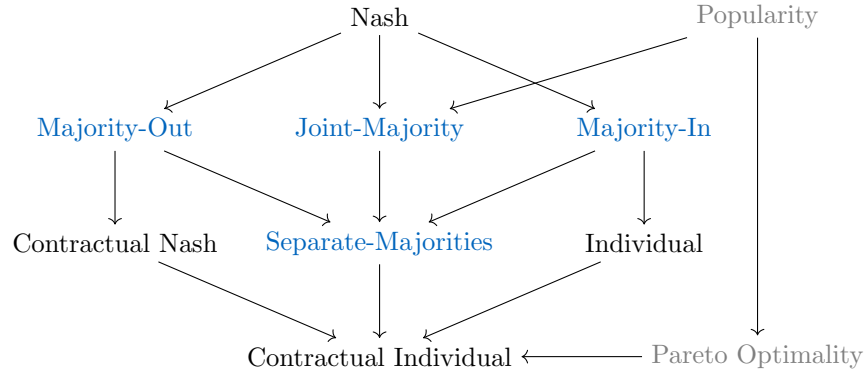 Nash
Popularity
Majority-Out
Joint-Majority
Majority-In
Contractual Nash
Separate-Majorities
Individual
Contractual Individual
Pareto Optimality